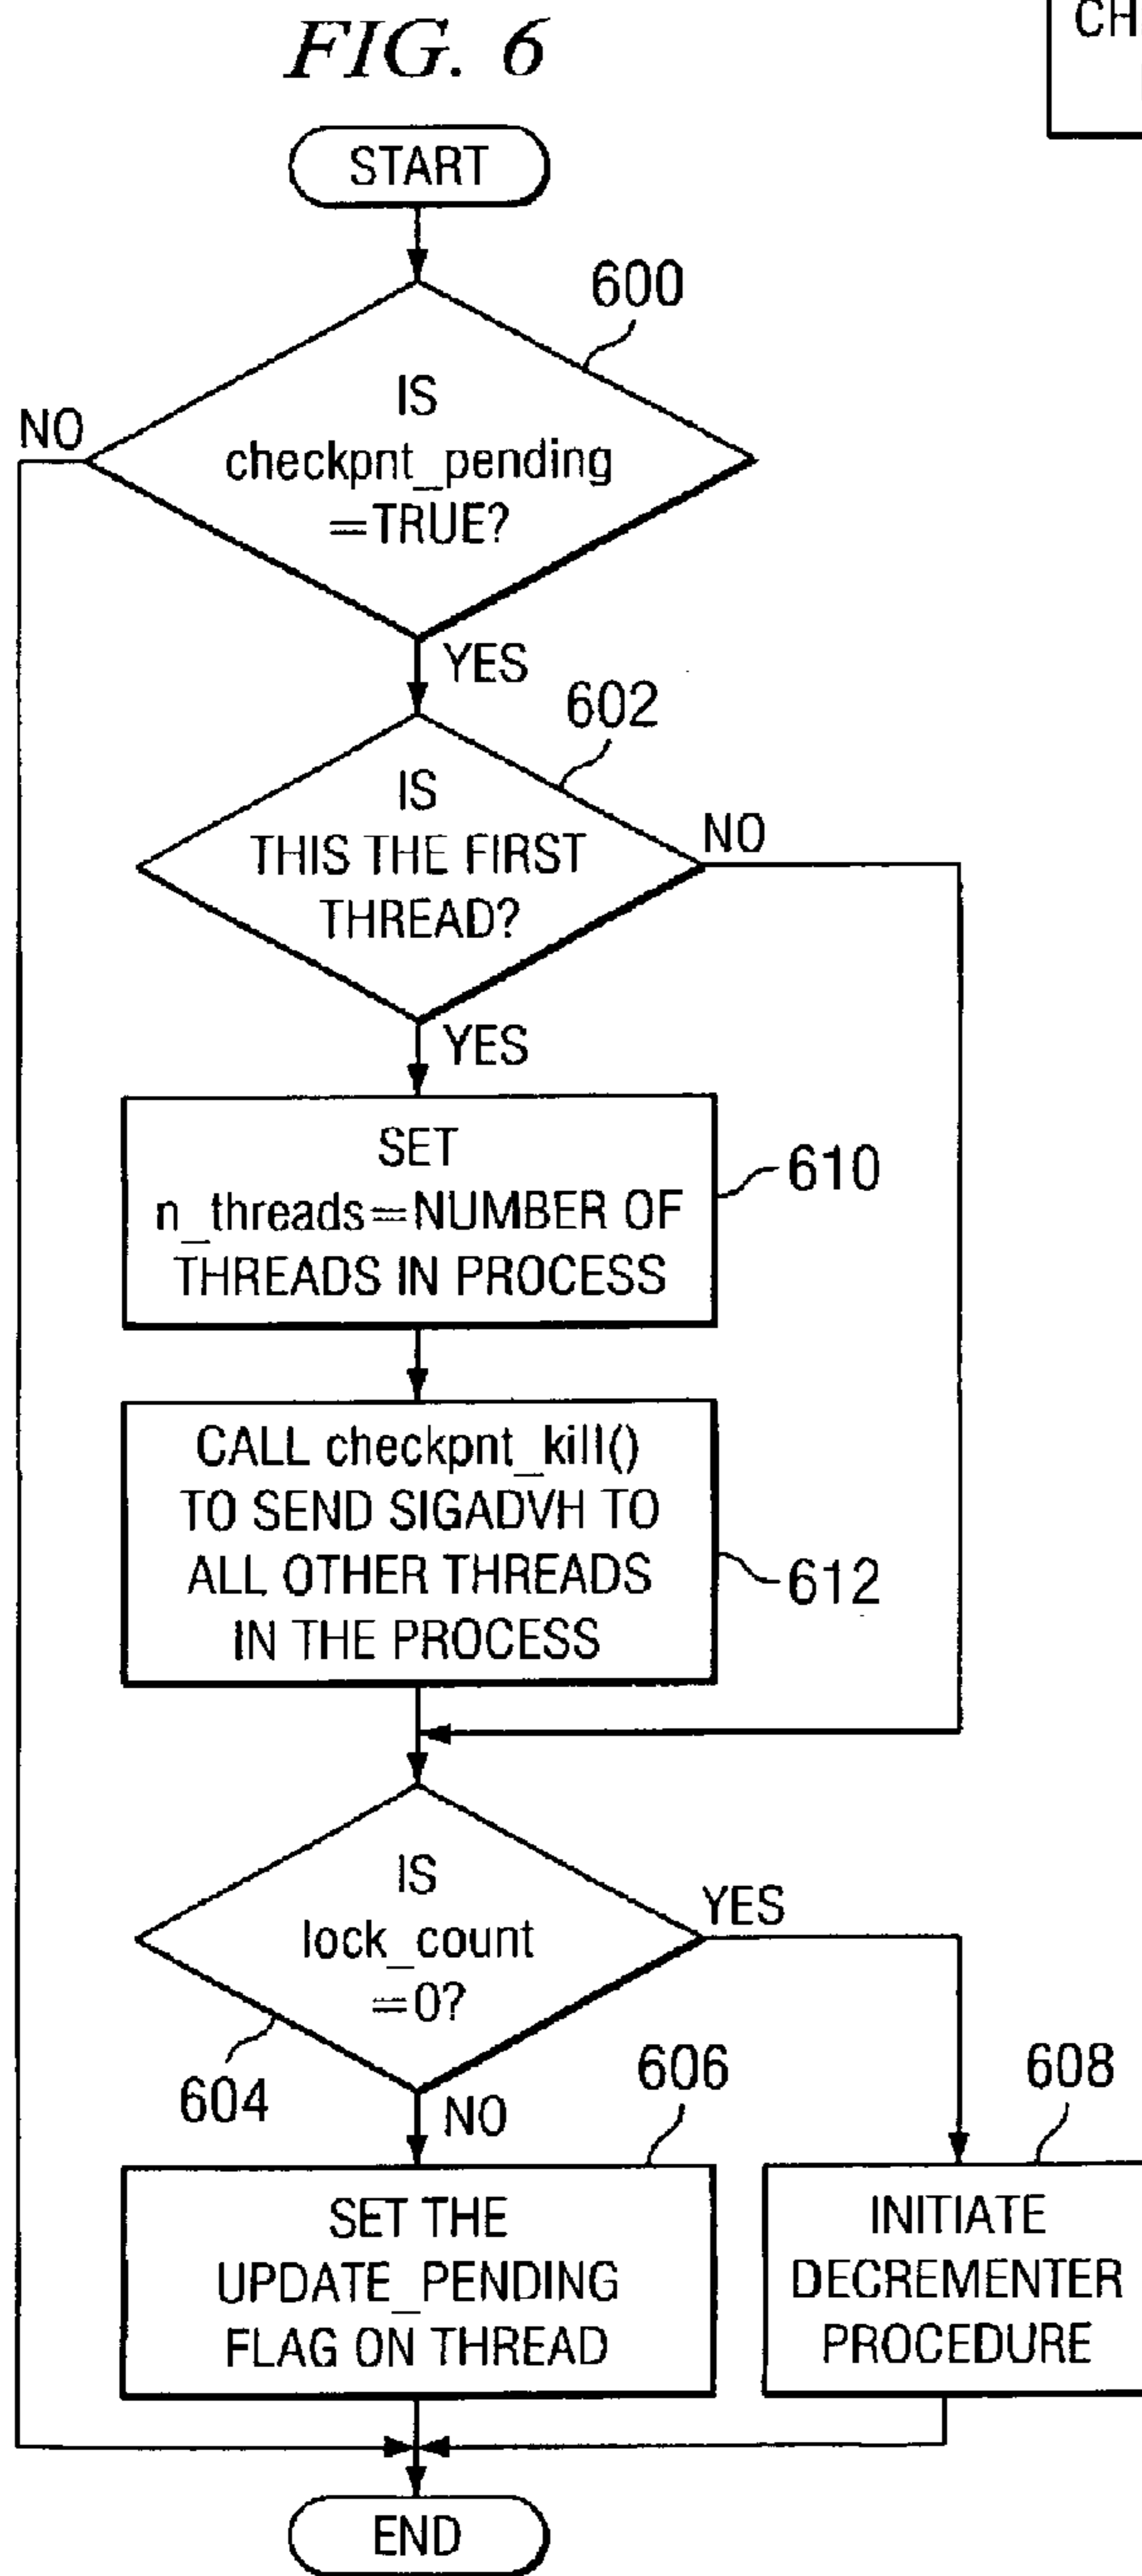 FIG. 6
CH
START
600
IS
checkpnt_pending
=TRUE?
NO
YES
602
IS
THIS THE FIRST
THREAD?
NO
YES
SET
n_threads=NUMBER OF
THREADS IN PROCESS
610
CALL checkpnt_kill()
TO SEND SIGADVH TO
ALL OTHER THREADS
IN THE PROCESS
612
IS
lock_count
=0?
YES
604
NO
606
608
SET THE
UPDATE_PENDING
FLAG ON THREAD
INITIATE
DECREMENTER
PROCEDURE
END